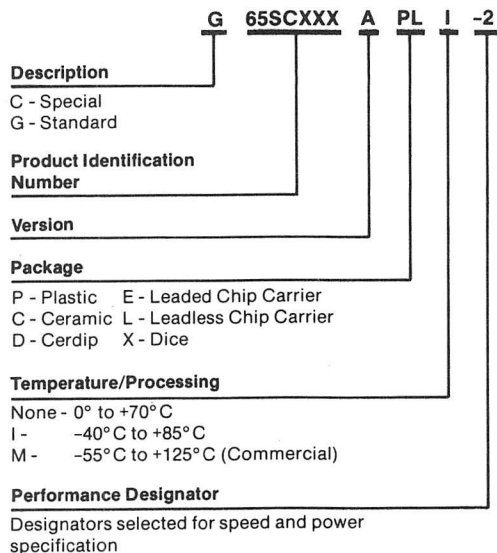 G 65SCXXX A PL I -2
Description
C - Special
G - Standard
Product Identification
Number
Version
Package
P - Plastic E - Leaded Chip Carrier
C - Ceramic L - Leadless Chip Carrier
D - Cerdip X - Dice
Temperature/Processing
None - 0° to +70°C
I - -40°C to +85°C
M - -55°C to +125°C (Commercial)
Performance Designator
Designators selected for speed and power
specification